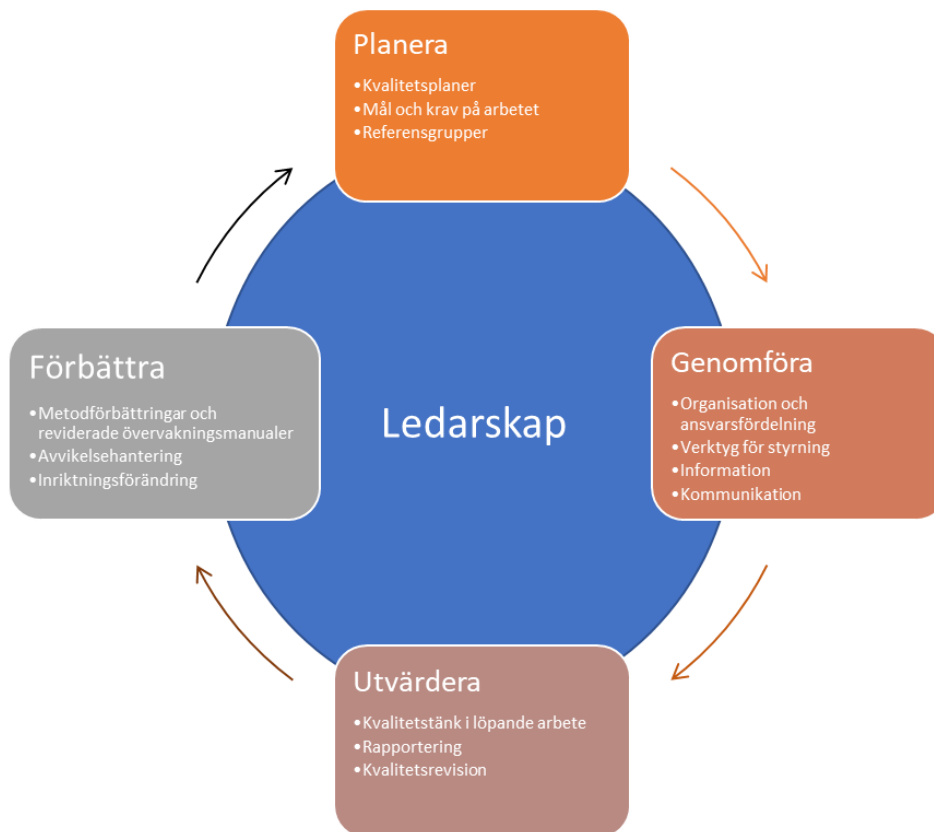 Planera
•Kvalitetsplaner
•Mål och krav på arbetet
•Referensgrupper
Genomföra
•Organisation och
ansvarsfördelning
•Verktyg för styrning
•Information
•Kommunikation
Utvärdera
•Kvalitetstänk i löpande arbete
•Rapportering
•Kvalitetsrevision
Förbättra
•Metodförbättringar och
reviderade övervakningsmanualer
•Avvikelsehantering
•Inriktningsförändring
Ledarskap